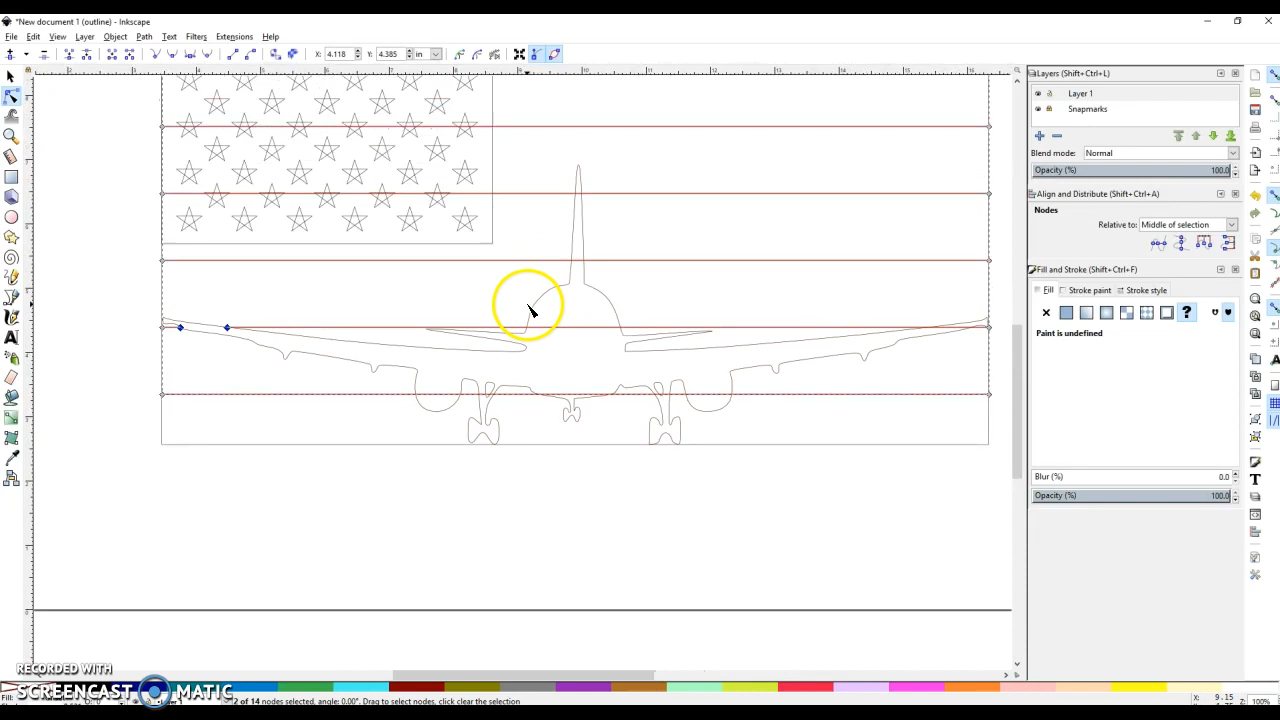 *New document 1 (outline) - Inkscape
File Edit View Layer Object Path Text Filters Extensions Help
X: 4.118 Y: 4.385 in
Layers (Shift+Ctrl+L)
Layer 1
Snapmarks
Blend mode: Normal
Opacity (%) 100.0
Align and Distribute (Shift+Ctrl+A)
Nodes
Relative to: Middle of selection
Fill and Stroke (Shift+Ctrl+F)
Fill Stroke paint Stroke style
Paint is undefined
Blur (%) 0.0
Opacity (%) 100.0
RECORDED WITH
SCREENCAST MATIC
Fill:
2 of 14 nodes selected, angle: 0.00°. Drag to select nodes, click clear the selection
X: 9.15
Z: 100%